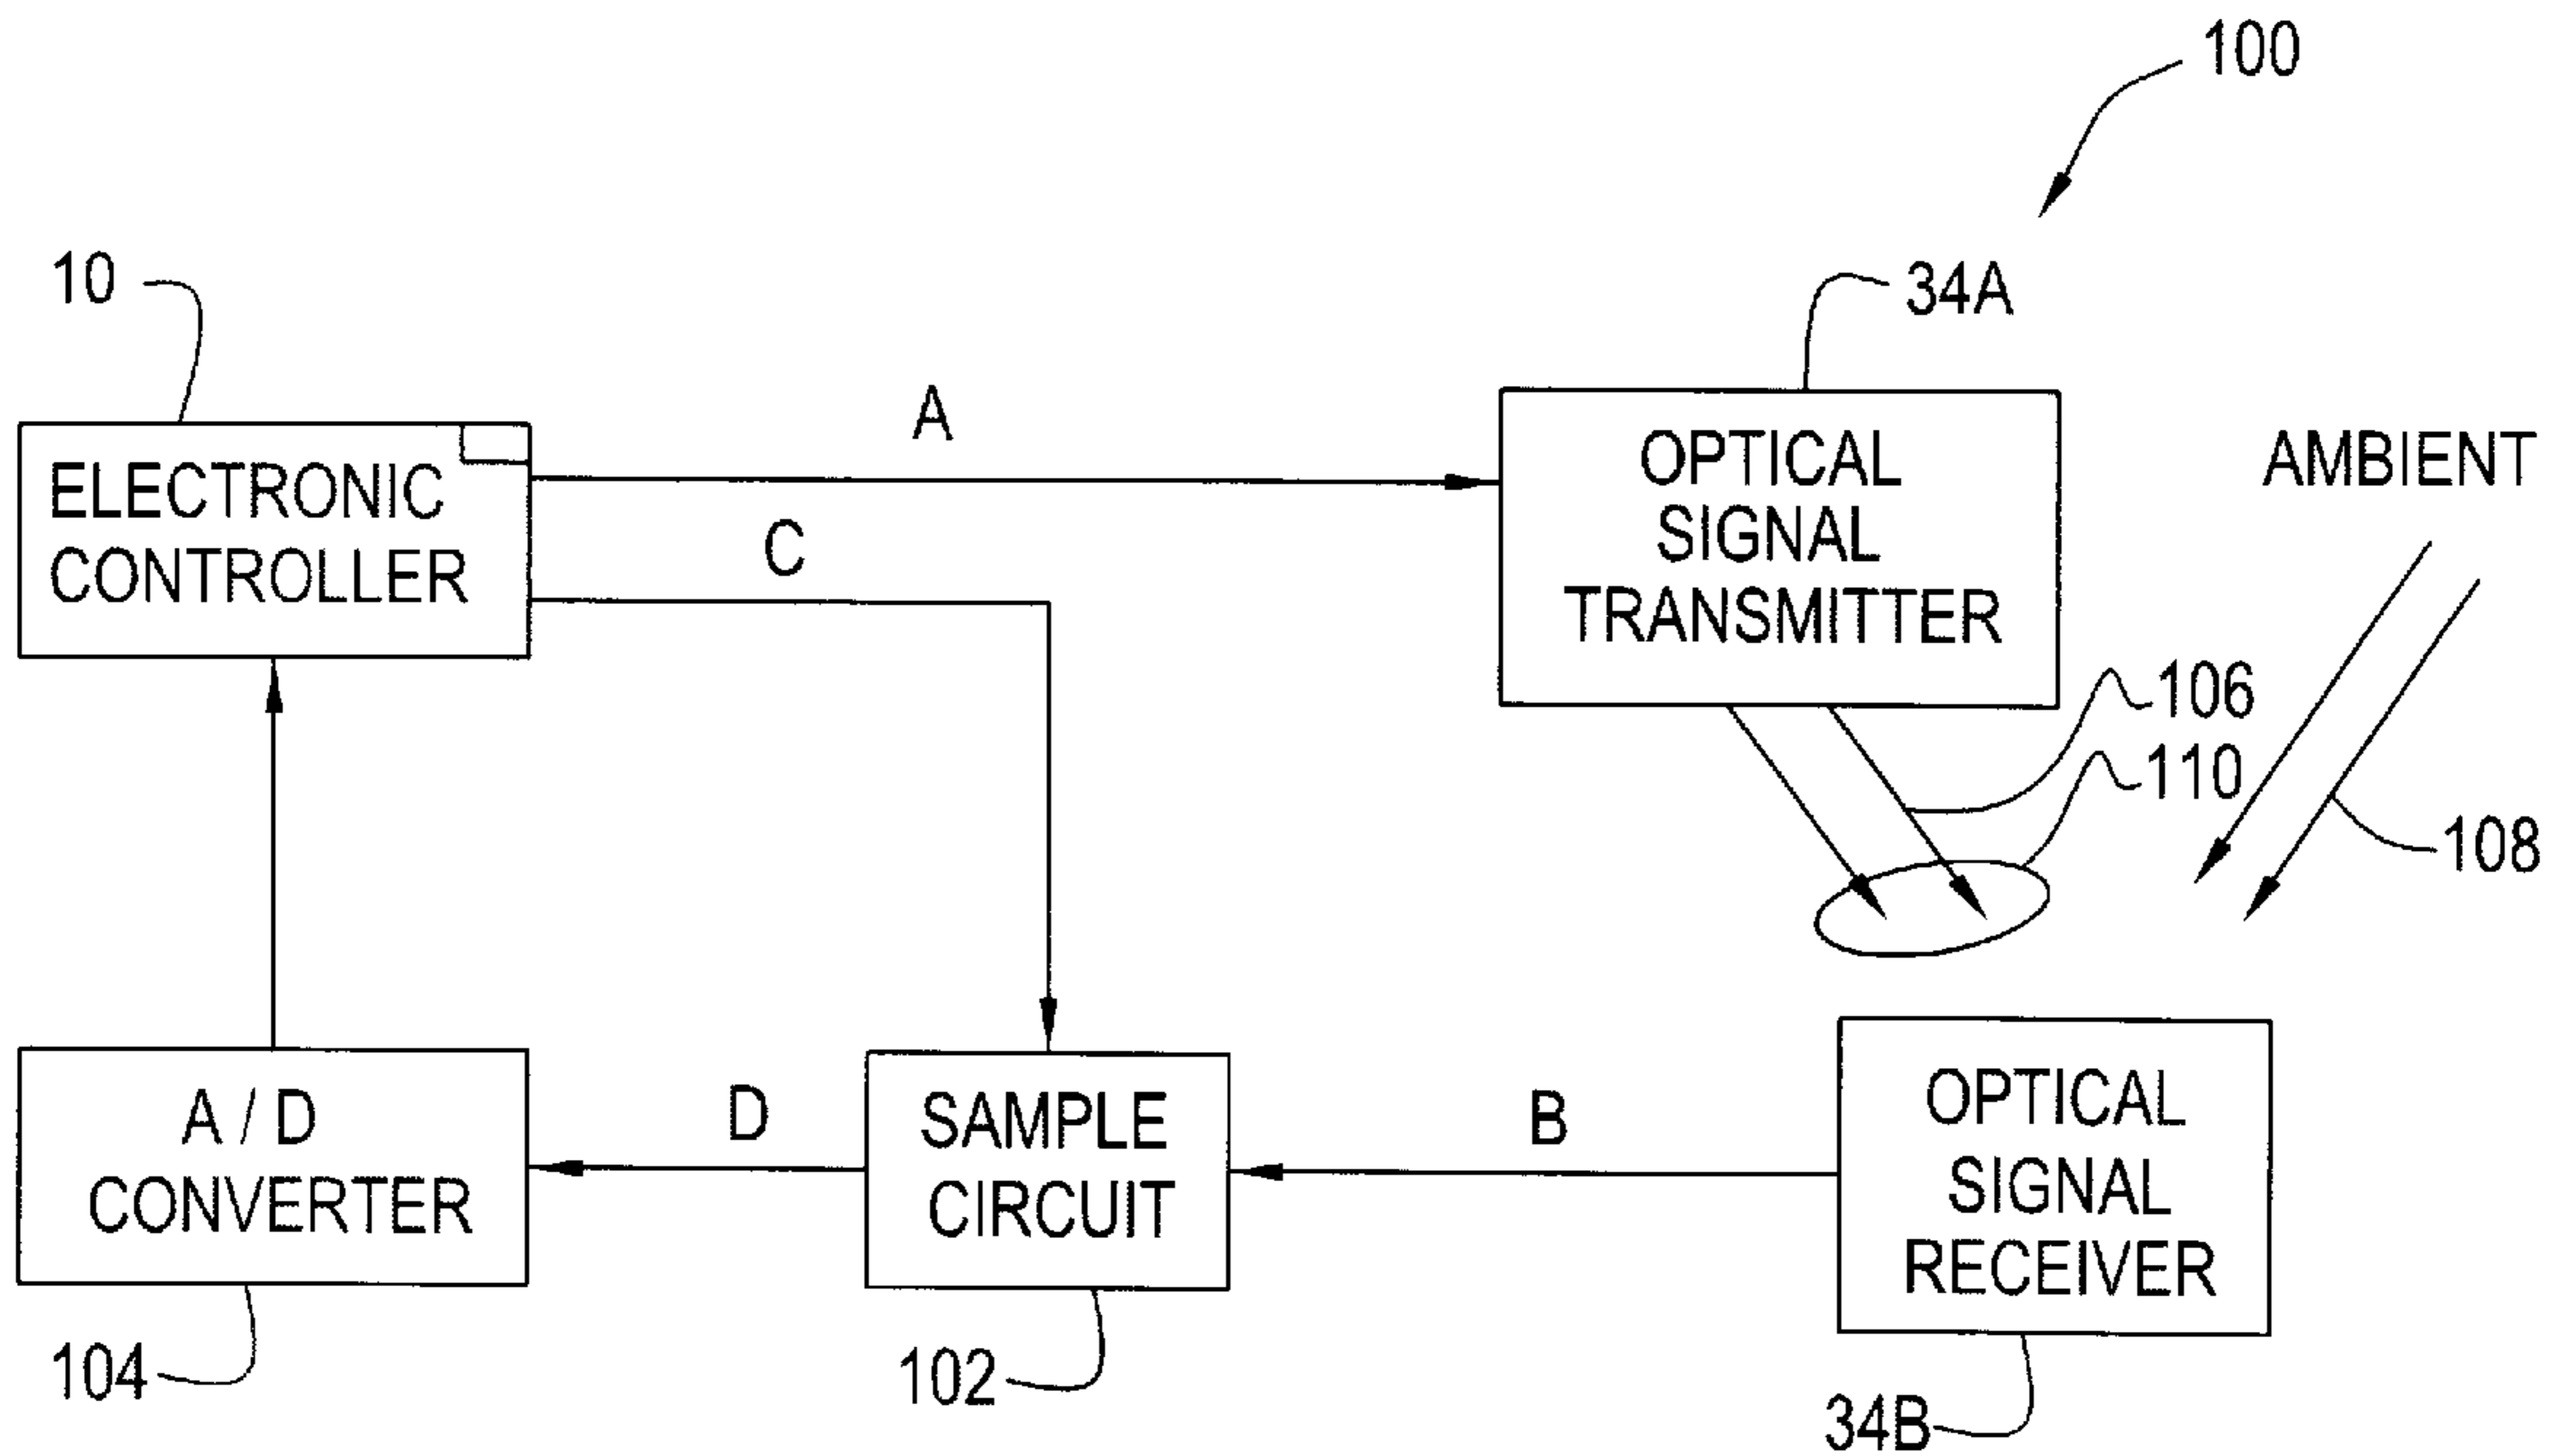 100
10
34A
A
OPTICAL
SIGNAL
TRANSMITTER
AMBIENT
ELECTRONIC
CONTROLLER
C
106
110
108
A / D
CONVERTER
D
SAMPLE
CIRCUIT
B
OPTICAL
SIGNAL
RECEIVER
104
102
34B